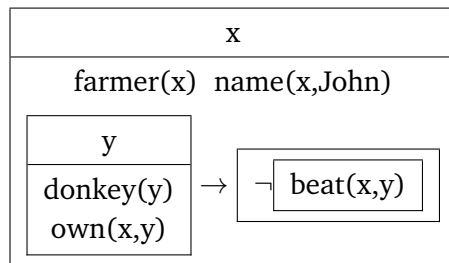 x
farmer(x) name(x,John)
y
donkey(y)
own(x,y)
→ ¬ beat(x,y)